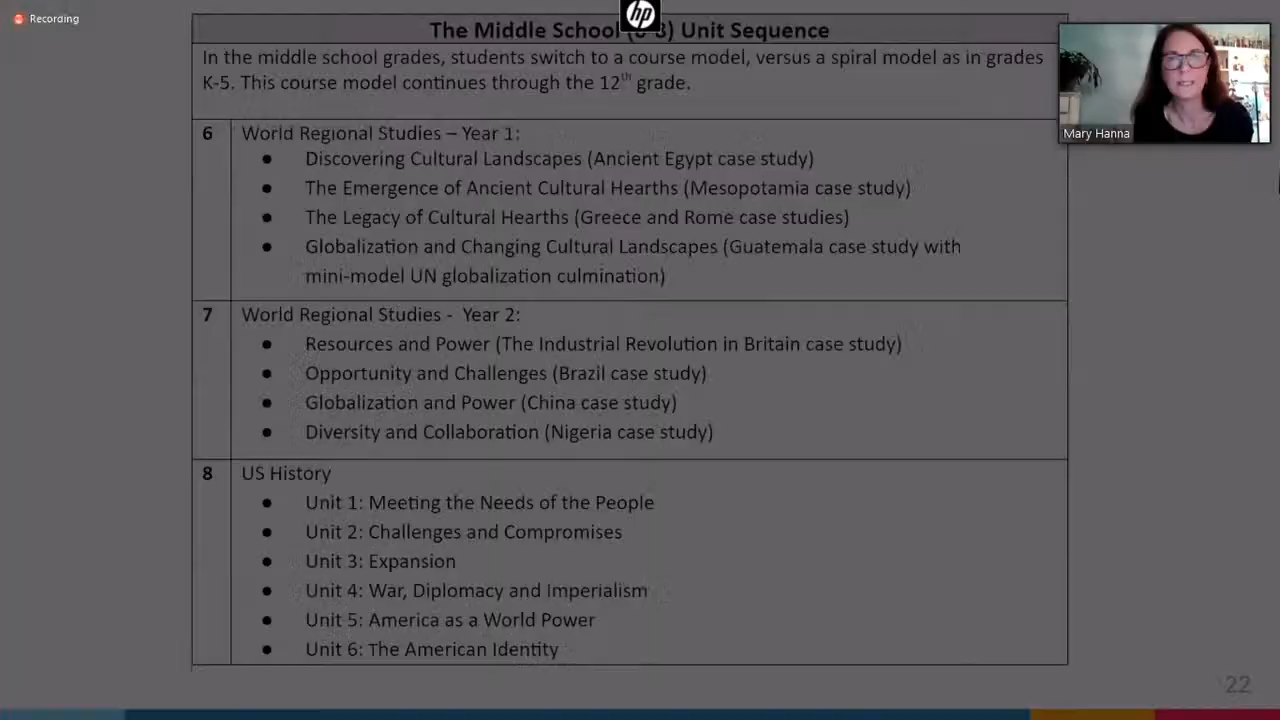 Recording
hp
The Middle School ( -8) Unit Sequence
In the middle school grades, students switch to a course model, versus a spiral model as in grades
K-5. This course model continues through the 12th grade.
Mary Hanna
6 World Regional Studies – Year 1:
● Discovering Cultural Landscapes (Ancient Egypt case study)
● The Emergence of Ancient Cultural Hearths (Mesopotamia case study)
● The Legacy of Cultural Hearths (Greece and Rome case studies)
● Globalization and Changing Cultural Landscapes (Guatemala case study with
mini-model UN globalization culmination)
7 World Regional Studies - Year 2:
● Resources and Power (The Industrial Revolution in Britain case study)
● Opportunity and Challenges (Brazil case study)
● Globalization and Power (China case study)
● Diversity and Collaboration (Nigeria case study)
8 US History
● Unit 1: Meeting the Needs of the People
● Unit 2: Challenges and Compromises
● Unit 3: Expansion
● Unit 4: War, Diplomacy and Imperialism
● Unit 5: America as a World Power
● Unit 6: The American Identity
22